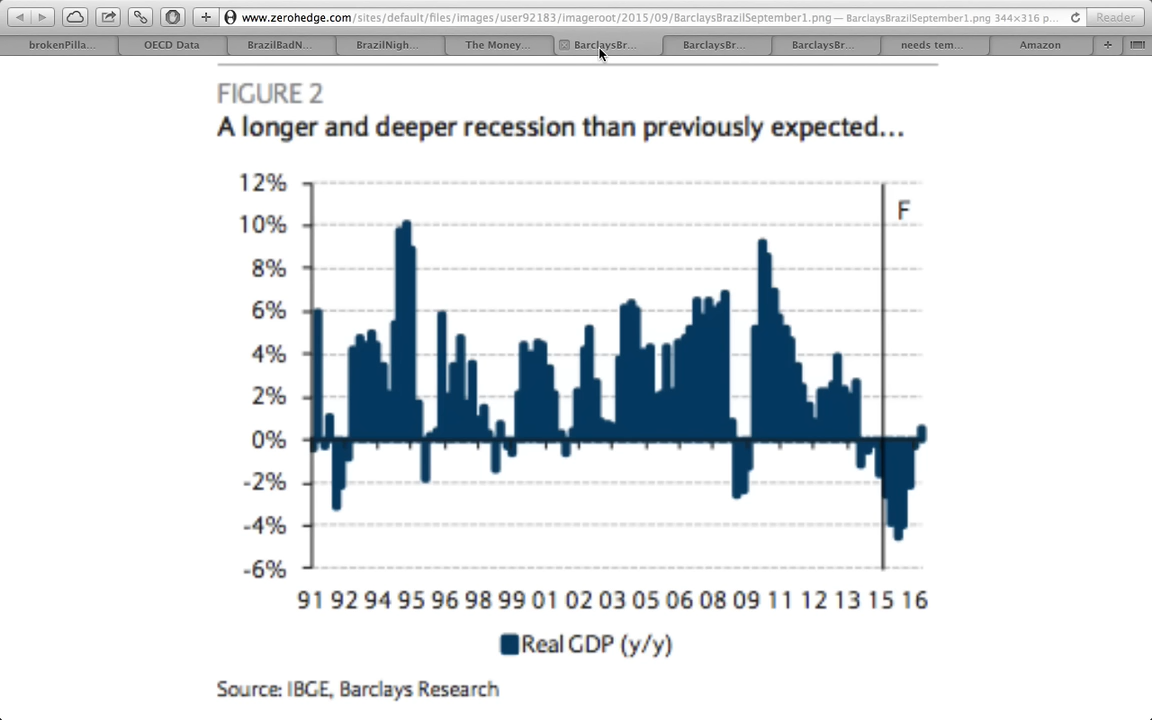 www.zerohedge.com/sites/default/files/images/user92183/imageroot/2015/09/BarclaysBrazilSeptember1.png — BarclaysBrazilSeptember1.png 344×316 p...
Reader
brokenPilla... OECD Data BrazilBadN... BrazilNigh... The Money... BarclaysBr... BarclaysBr... BarclaysBr... needs tem... Amazon
FIGURE 2
A longer and deeper recession than previously expected...
12%
F
10%
8%
6%
4%
2%
0%
-2%
-4%
-6%
91 92 94 95 96 98 99 01 02 03 05 06 08 09 11 12 13 15 16
Real GDP (y/y)
Source: IBGE, Barclays Research